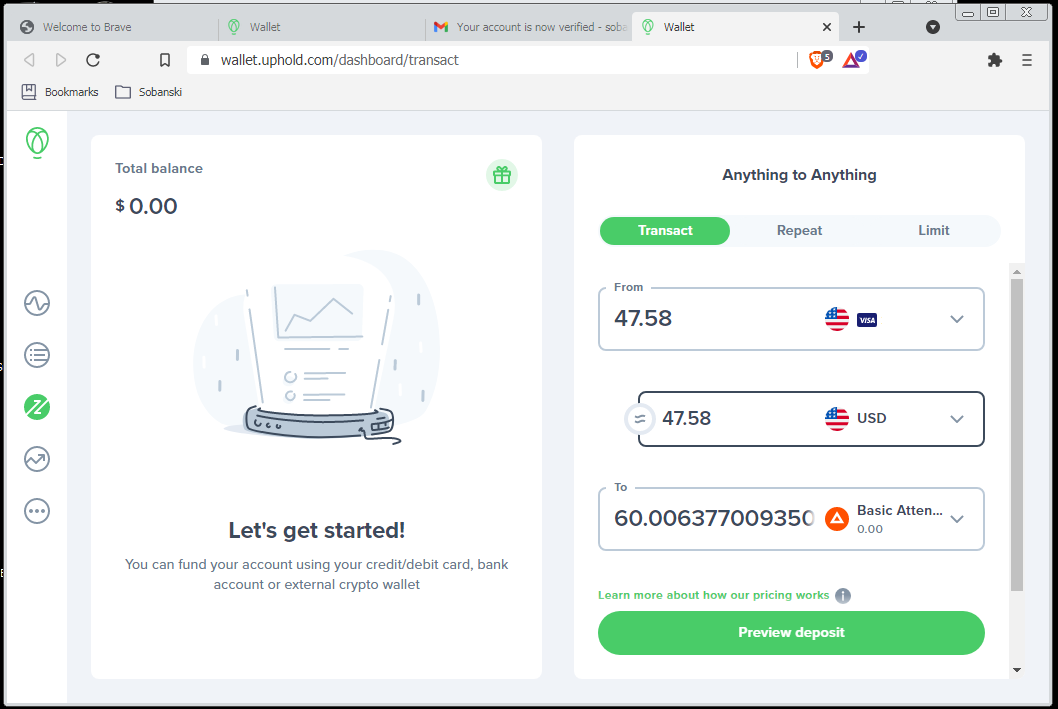 Welcome to Brave
Wallet
Your account is now verified - soba
Wallet
wallet.uphold.com/dashboard/transact
5
Bookmarks
Sobanski
Total balance
$ 0.00
Let's get started!
You can fund your account using your credit/debit card, bank
account or external crypto wallet
Anything to Anything
Transact
Repeat
Limit
From
47.58
VISA
47.58
USD
To
60.006377009350
Basic Atten...
0.00
Learn more about how our pricing works
Preview deposit